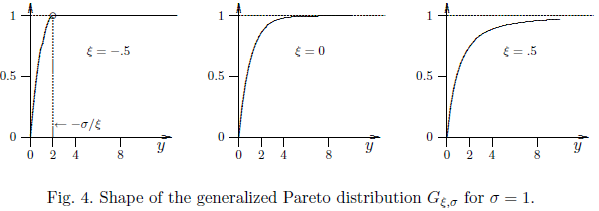 1
0.5
0
ξ = −.5
← −σ/ξ
y
0 2 4 8
1
0.5
0
ξ = 0
y
0 2 4 8
1
0.5
0
ξ = .5
y
0 2 4 8
Fig. 4. Shape of the generalized Pareto distribution G_{ξ,σ} for σ = 1.